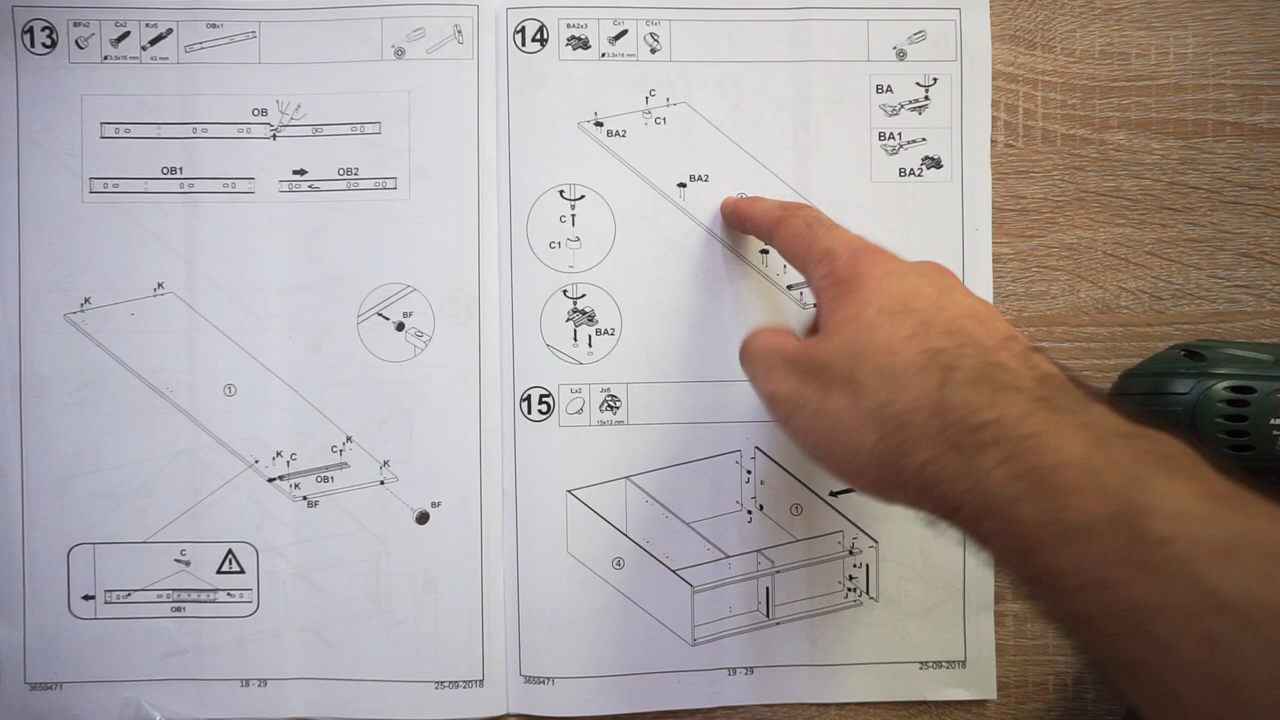 13
BFx2
Cx2
Kx6
OBx1
3,5x16 mm
42 mm
OB
OB1
OB2
K
K
BF
1
K
K
C
C
K
K
OB1
BF
BF
C
OB1
3659471
18 - 29
25-09-2018
14
BA2x3
Cx1
C1x1
3,5x16 mm
C
C1
BA2
BA2
BA
BA1
BA2
C
C1
BA2
15
Lx2
Jx6
15x13 mm
J
J
1
4
3659471
19 - 29
25-09-2018